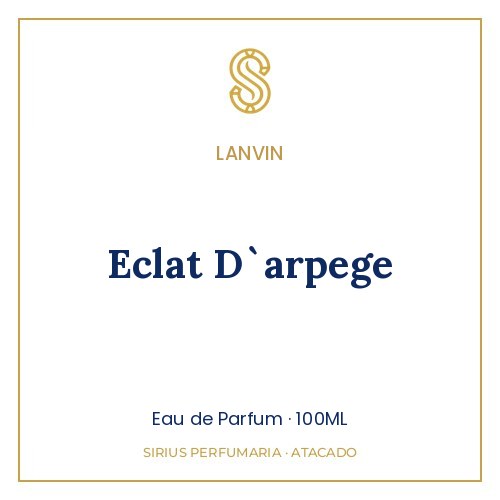 LANVIN
Eclat D`arpege
Eau de Parfum · 100ML
SIRIUS PERFUMARIA · ATACADO